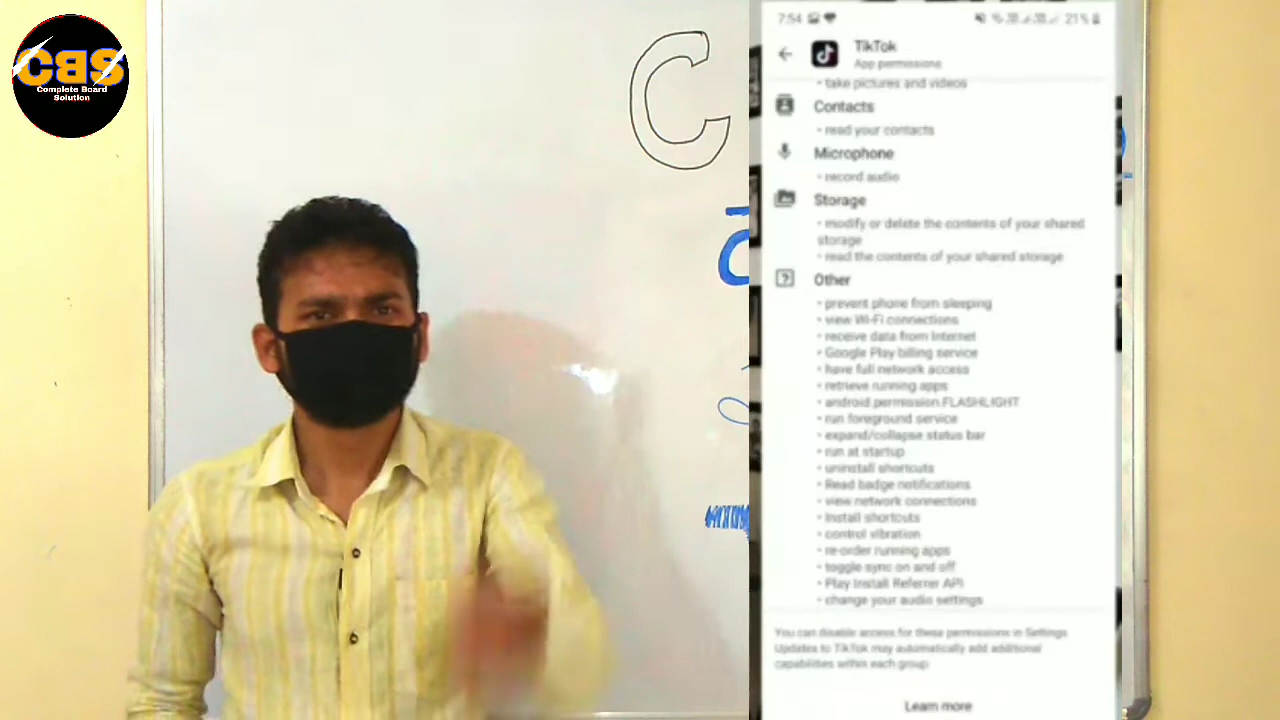 CBS
Complete Board
Solution
C
7:54
21%
TikTok
App permissions
• take pictures and videos
Contacts
• read your contacts
Microphone
• record audio
Storage
• modify or delete the contents of your shared
storage
• read the contents of your shared storage
Other
• prevent phone from sleeping
• view Wi-Fi connections
• receive data from Internet
• Google Play billing service
• have full network access
• retrieve running apps
• android.permission.FLASHLIGHT
• run foreground service
• expand/collapse status bar
• run at startup
• uninstall shortcuts
• Read badge notifications
• view network connections
• install shortcuts
• control vibration
• re-order running apps
• toggle sync on and off
• Play Install Referrer API
• change your audio settings
You can disable access for these permissions in Settings.
Updates to TikTok may automatically add additional
capabilities within each group.
Learn more